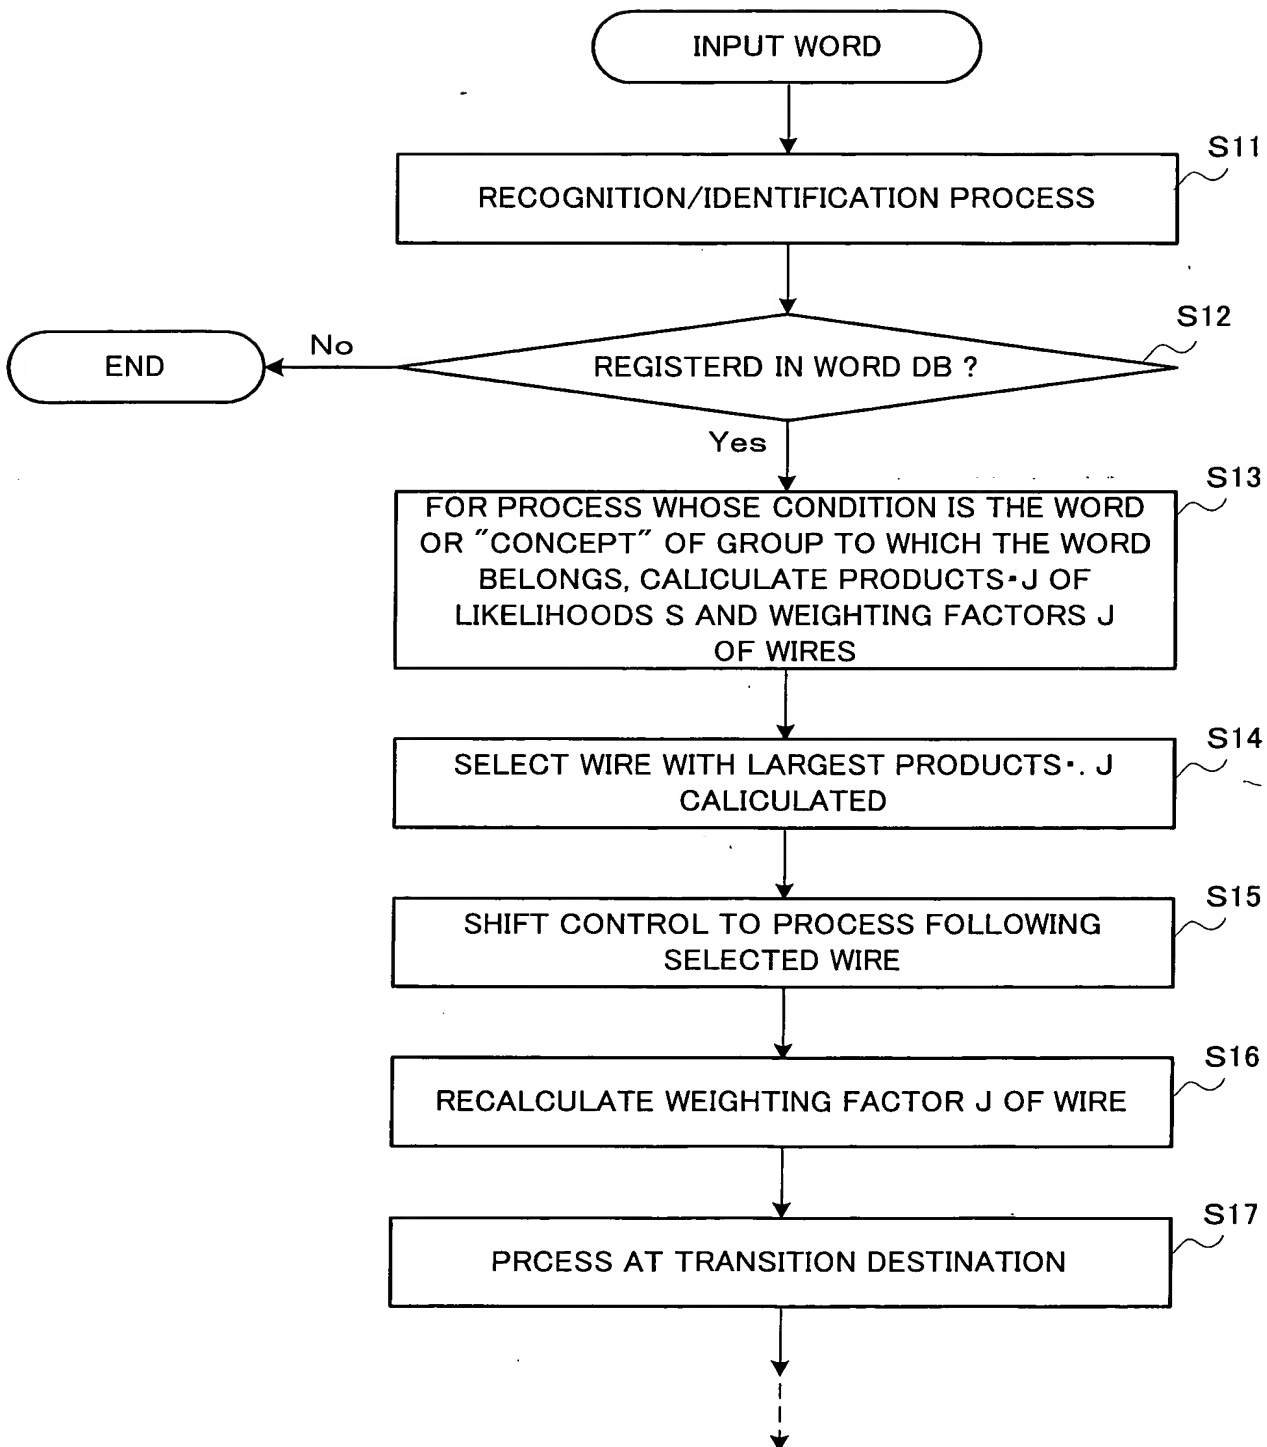 INPUT WORD
S11
RECOGNITION/IDENTIFICATION PROCESS
S12
END
No
REGISTERD IN WORD DB ?
Yes
S13
FOR PROCESS WHOSE CONDITION IS THE WORD
OR "CONCEPT" OF GROUP TO WHICH THE WORD
BELONGS, CALICULATE PRODUCTS･J OF
LIKELIHOODS S AND WEIGHTING FACTORS J
OF WIRES
S14
SELECT WIRE WITH LARGEST PRODUCTS･. J
CALICULATED
S15
SHIFT CONTROL TO PROCESS FOLLOWING
SELECTED WIRE
S16
RECALCULATE WEIGHTING FACTOR J OF WIRE
S17
PRCESS AT TRANSITION DESTINATION